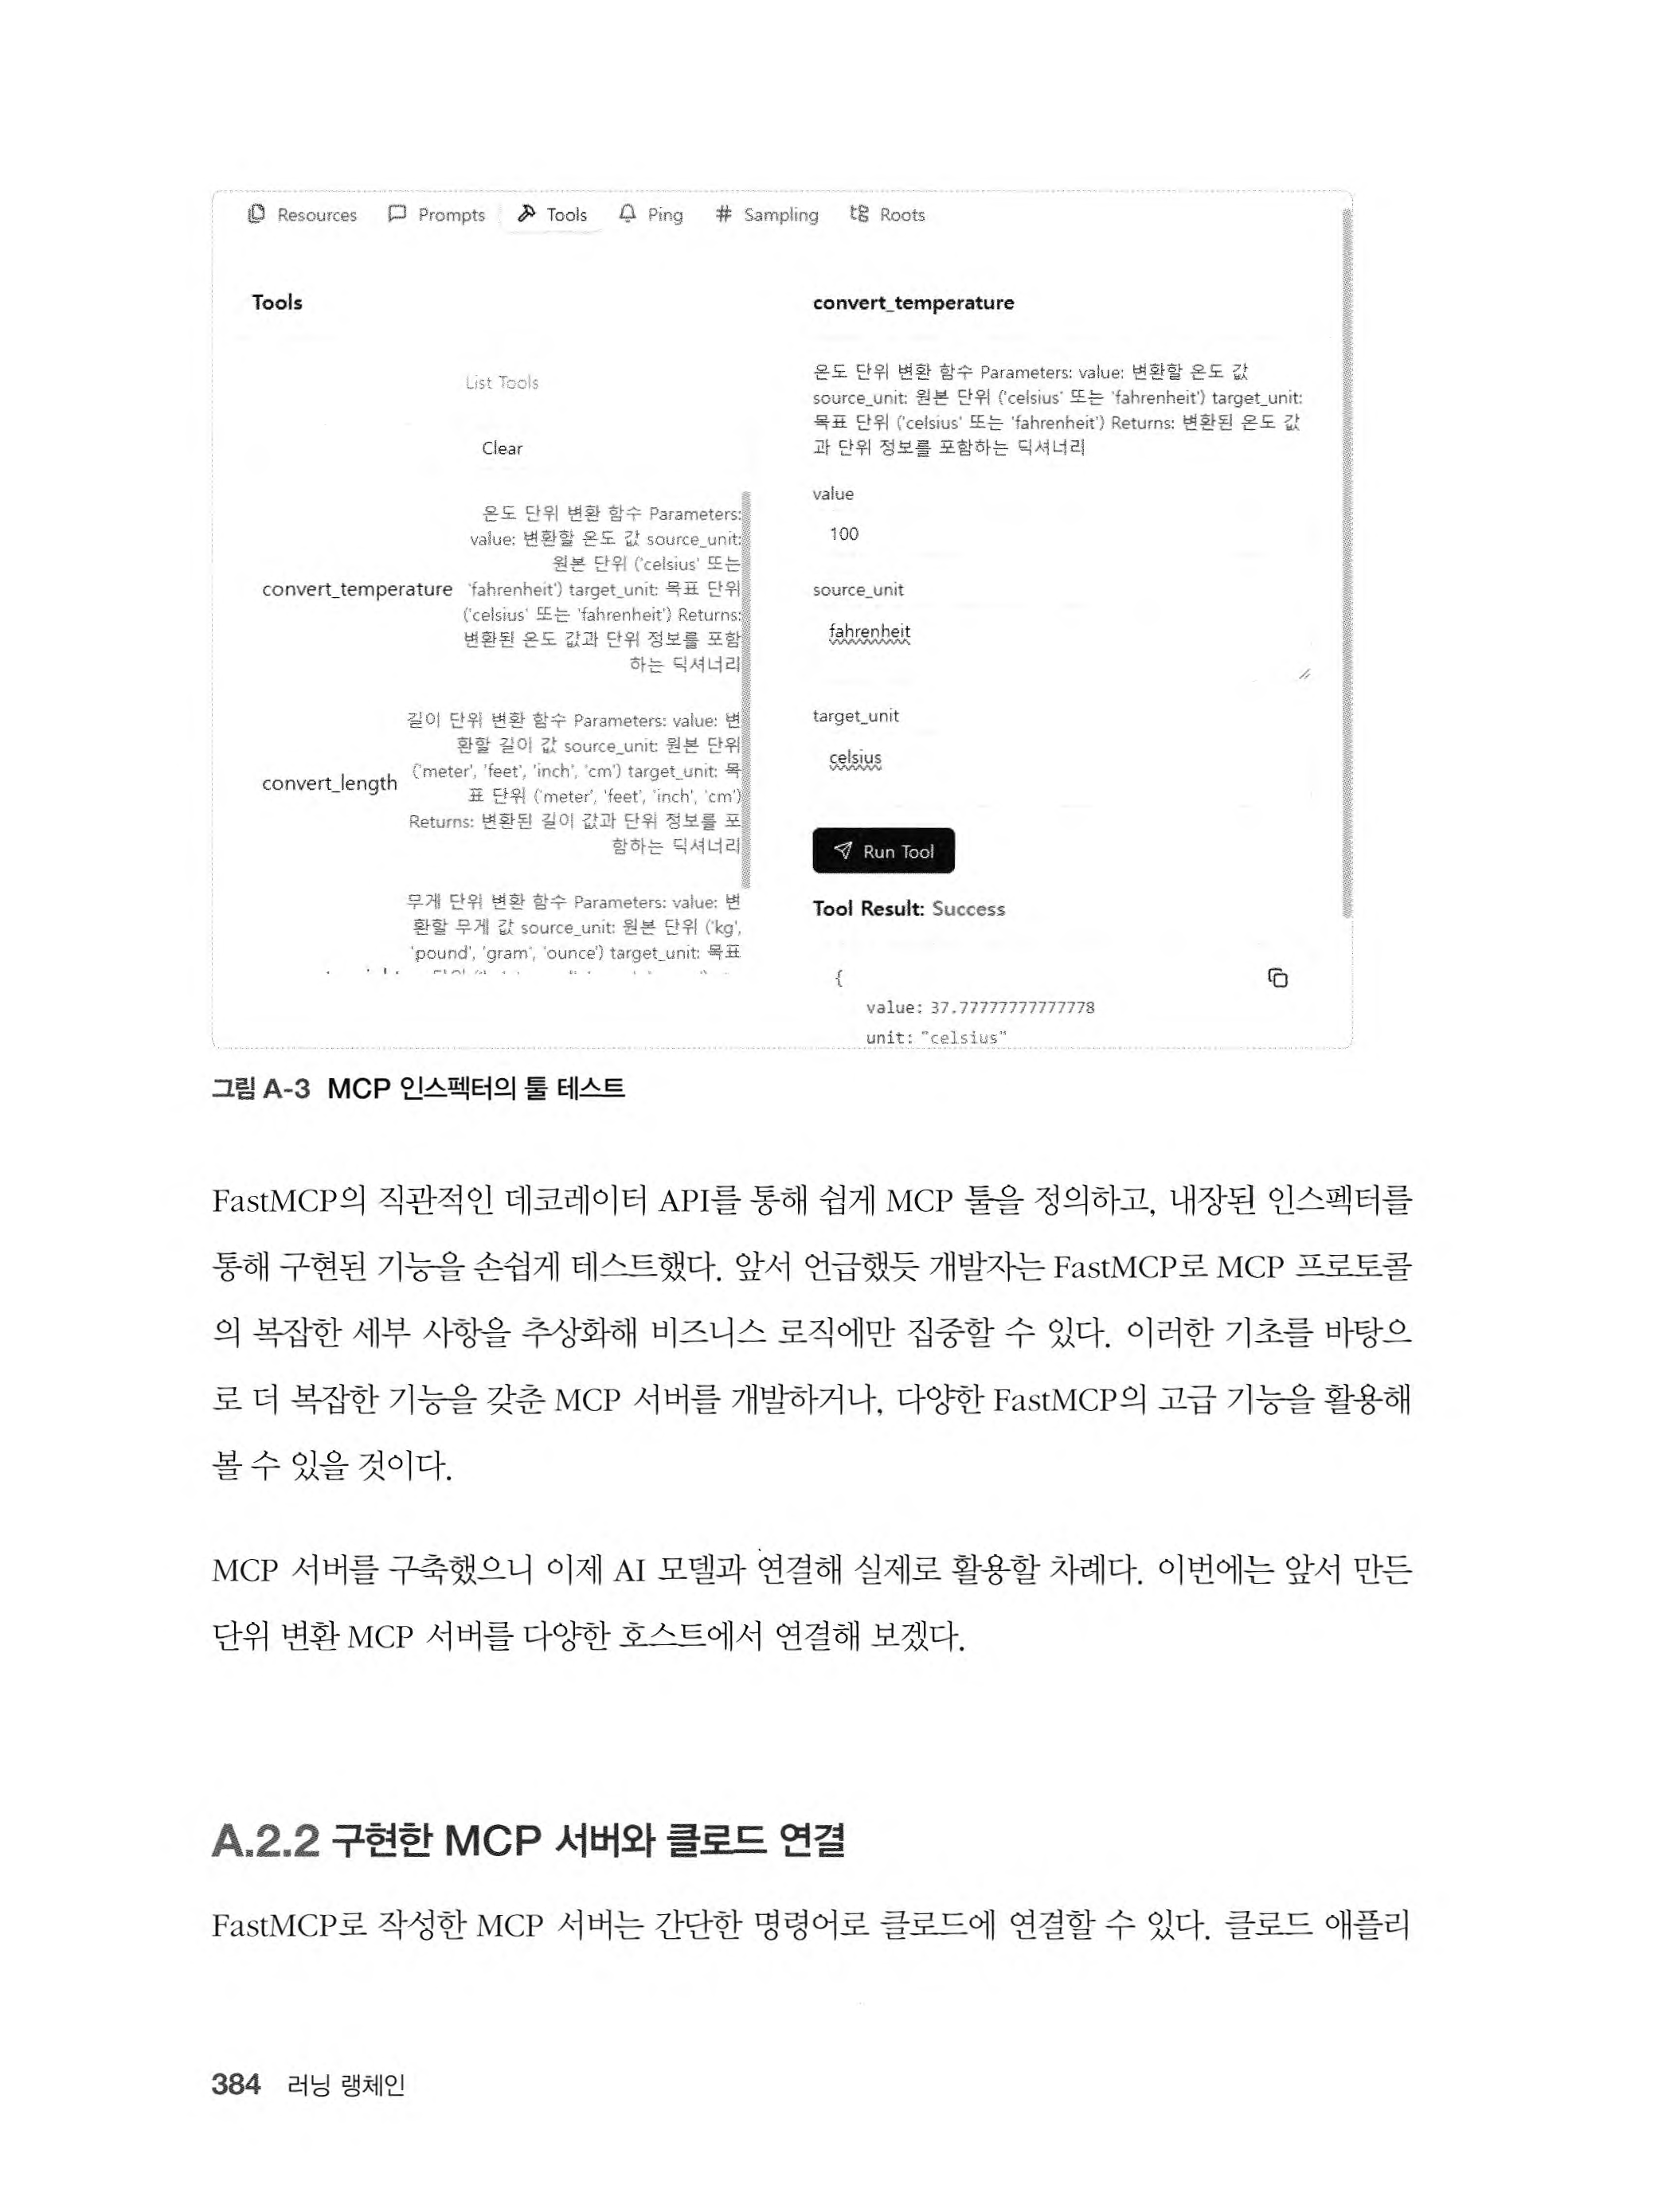 Resources Prompts Tools Ping Sampling Roots
Tools
List Tools
Clear
convert_temperature
온도 단위 변환 함수 Parameters:
value: 변환할 온도 값 source_unit:
원본 단위 ('celsius' 또는
'fahrenheit') target_unit: 목표 단위
('celsius' 또는 'fahrenheit') Returns:
변환된 온도 값과 단위 정보를 포함
하는 딕셔너리
convert_length
길이 단위 변환 함수 Parameters: value: 변
환할 길이 값 source_unit: 원본 단위
('meter', 'feet', 'inch', 'cm') target_unit: 목
표 단위 ('meter', 'feet', 'inch', 'cm')
Returns: 변환된 길이 값과 단위 정보를 포
함하는 딕셔너리
무게 단위 변환 함수 Parameters: value: 변
환할 무게 값 source_unit: 원본 단위 ('kg',
'pound', 'gram', 'ounce') target_unit: 목표
convert_temperature
온도 단위 변환 함수 Parameters: value: 변환할 온도 값
source_unit: 원본 단위 ('celsius' 또는 'fahrenheit') target_unit:
목표 단위 ('celsius' 또는 'fahrenheit') Returns: 변환된 온도 값
과 단위 정보를 포함하는 딕셔너리
value
100
source_unit
fahrenheit
target_unit
celsius
Run Tool
Tool Result: Success
{
value: 37.77777777777778
unit: "celsius"
그림 A-3 MCP 인스펙터의 툴 테스트
FastMCP의 직관적인 데코레이터 API를 통해 쉽게 MCP 툴을 정의하고, 내장된 인스펙터를
통해 구현된 기능을 손쉽게 테스트했다. 앞서 언급했듯 개발자는 FastMCP로 MCP 프로토콜
의 복잡한 세부 사항을 추상화해 비즈니스 로직에만 집중할 수 있다. 이러한 기초를 바탕으
로 더 복잡한 기능을 갖춘 MCP 서버를 개발하거나, 다양한 FastMCP의 고급 기능을 활용해
볼 수 있을 것이다.
MCP 서버를 구축했으니 이제 AI 모델과 연결해 실제로 활용할 차례다. 이번에는 앞서 만든
단위 변환 MCP 서버를 다양한 호스트에서 연결해 보겠다.
A.2.2 구현한 MCP 서버와 클로드 연결
FastMCP로 작성한 MCP 서버는 간단한 명령어로 클로드에 연결할 수 있다. 클로드 애플리
384 러닝 랭체인